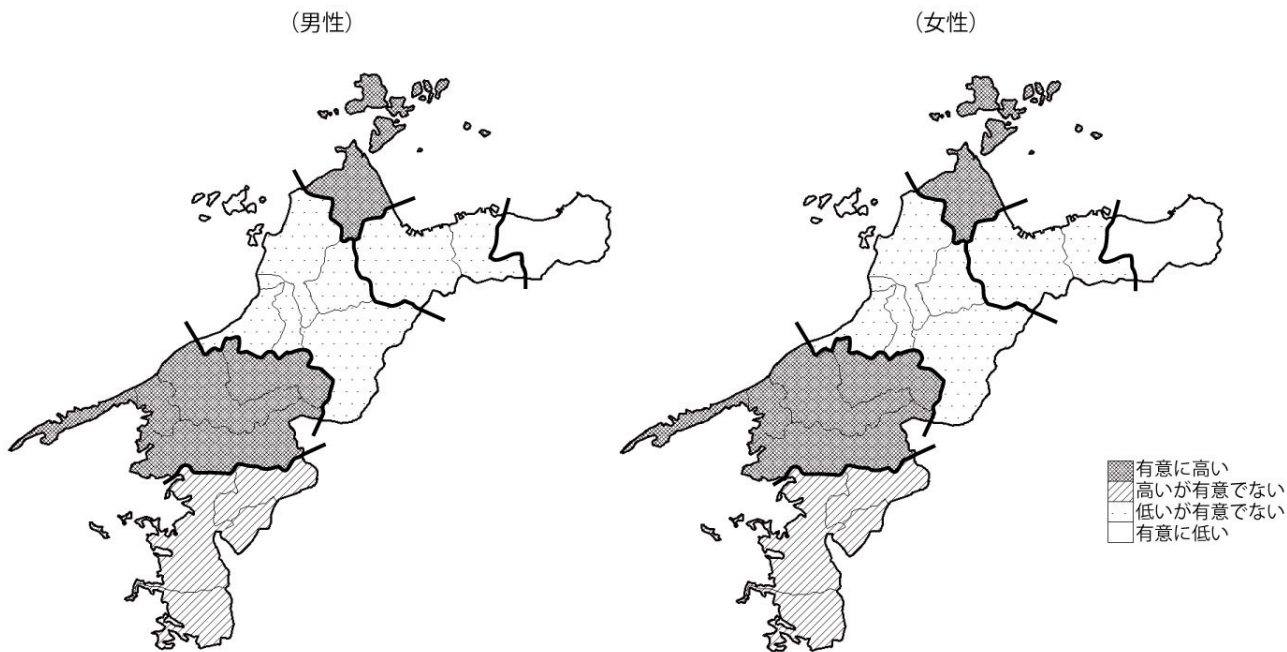 （男性）
（女性）
有意に高い
高いが有意でない
低いが有意でない
有意に低い